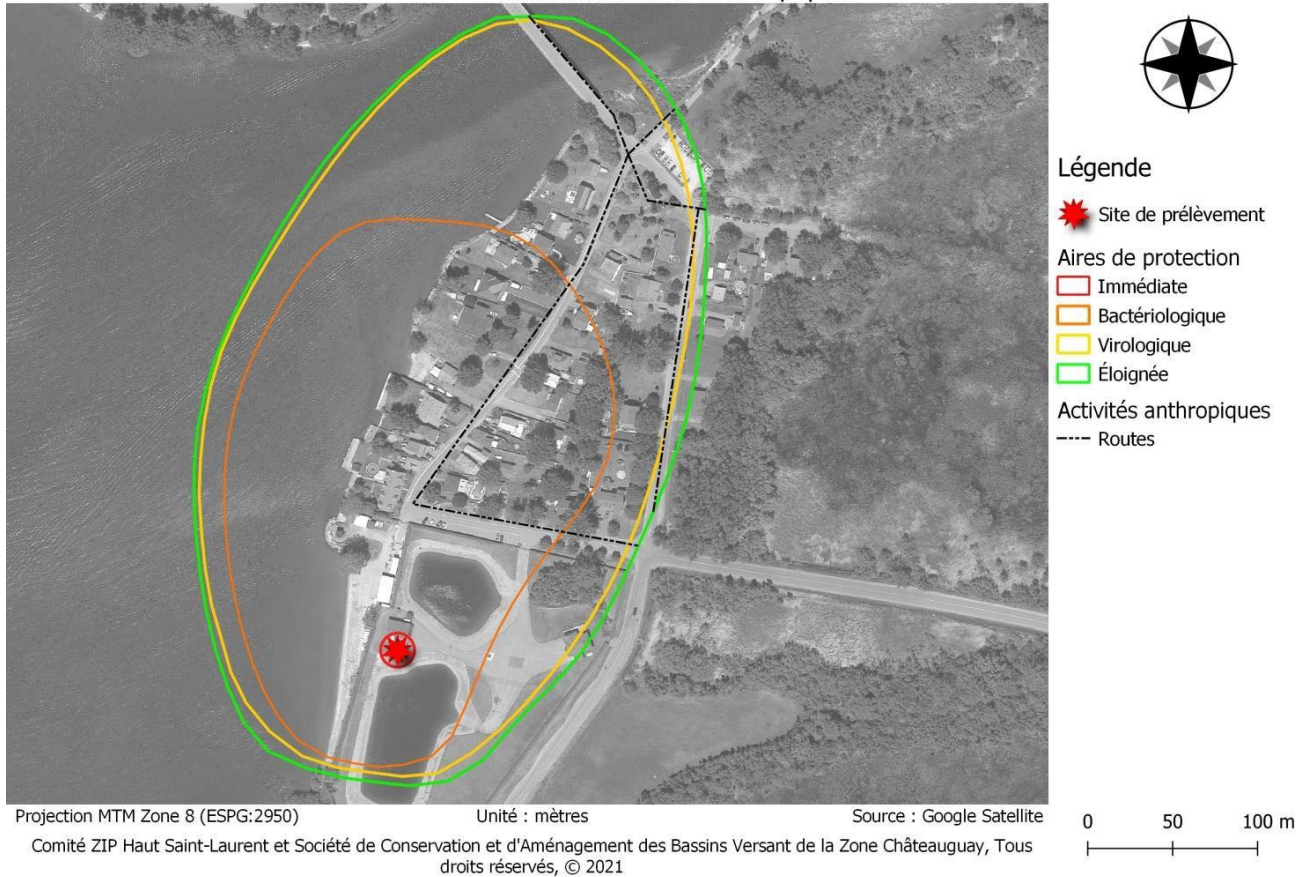 Légende
Site de prélèvement
Aires de protection
Immédiate
Bactériologique
Virologique
Éloignée
Activités anthropiques
Routes
Projection MTM Zone 8 (ESPG:2950)
Unité : mètres
Source : Google Satellite
0 50 100 m
Comité ZIP Haut Saint-Laurent et Société de Conservation et d'Aménagement des Bassins Versant de la Zone Châteauguay, Tous
droits réservés, © 2021